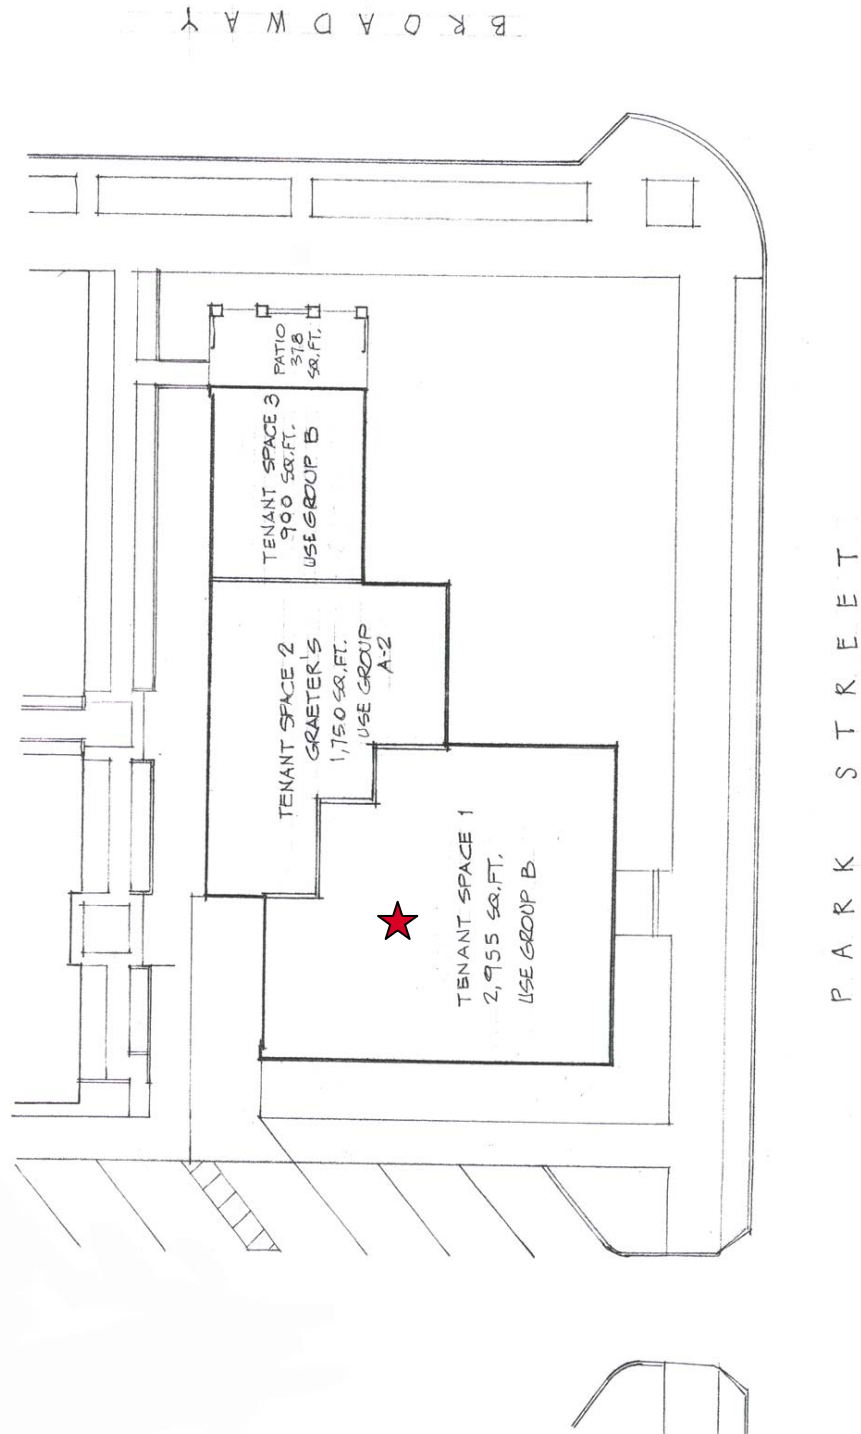 BROADWAY
PATIO
378
SQ.FT.
TENANT SPACE 3
900 SQ.FT.
USE GROUP B
TENANT SPACE 2
GRAETER'S
1,750 SQ.FT.
USE GROUP
A-2
TENANT SPACE 1
2,955 SQ.FT.
USE GROUP B
PARK STREET